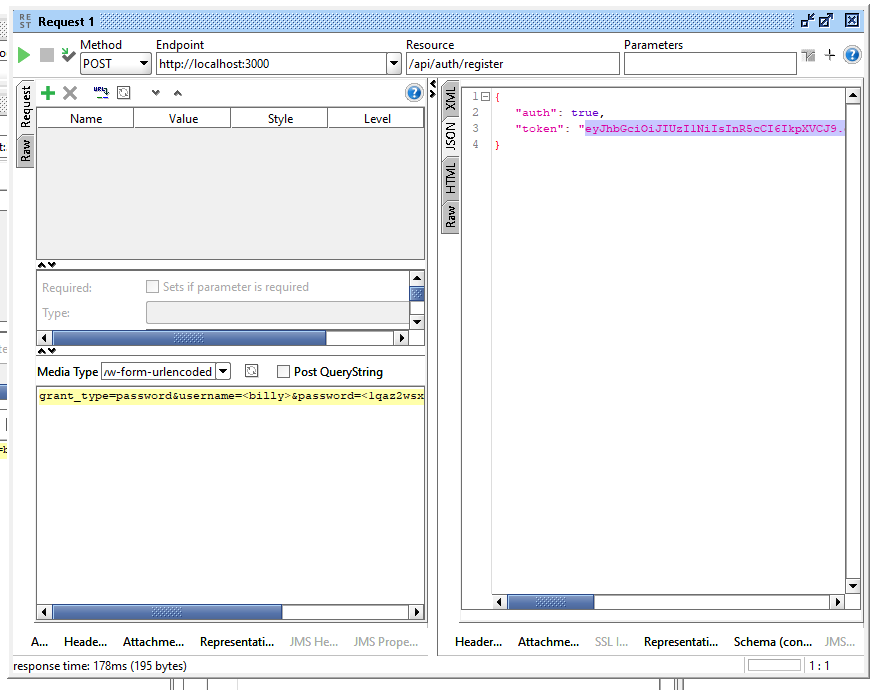 REST Request 1
Method Endpoint Resource Parameters
POST http://localhost:3000 /api/auth/register
Request
Raw
Name Value Style Level
Required: Sets if parameter is required
Type:
Media Type /w-form-urlencoded Post QueryString
grant_type=password&username=<billy>&password=<1qaz2wsx
A... Heade... Attachme... Representati... JMS He... JMS Prope...
XML
JSON
HTML
Raw
1 {
2 "auth": true,
3 "token": "eyJhbGciOiJIUzI1NiIsInR5cCI6IkpXVCJ9.
4 }
Header... Attachme... SSL I... Representati... Schema (con... JMS...
response time: 178ms (195 bytes)
1 : 1